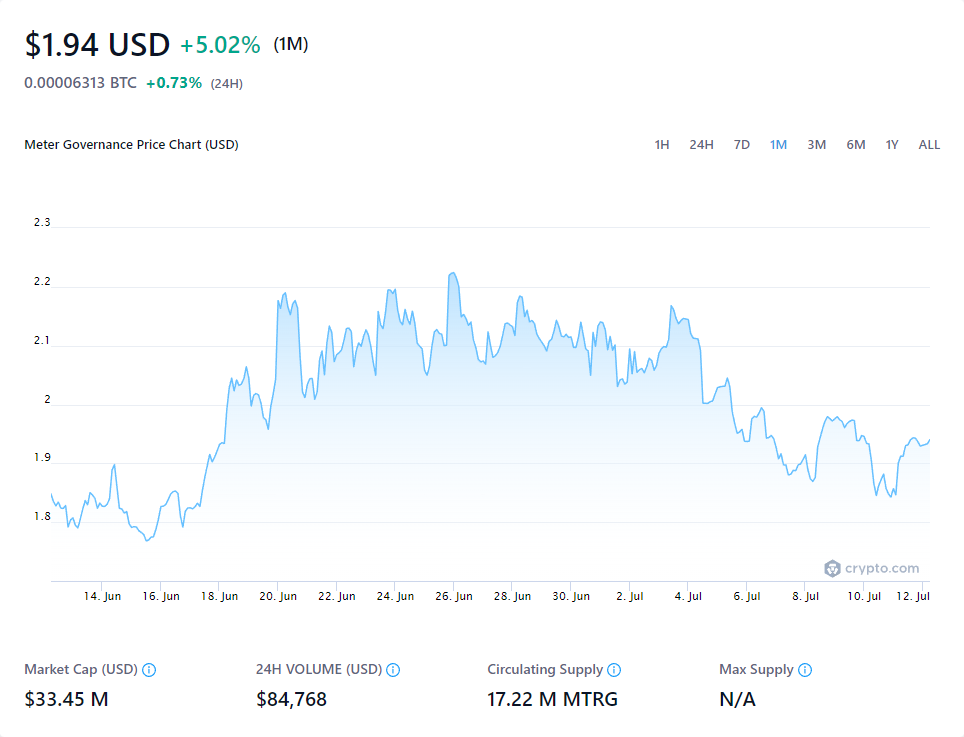 $1.94 USD +5.02% (1M)
0.00006313 BTC +0.73% (24H)
Meter Governance Price Chart (USD)
1H 24H 7D 1M 3M 6M 1Y ALL
2.3
2.2
2.1
2
1.9
1.8
crypto.com
14. Jun 16. Jun 18. Jun 20. Jun 22. Jun 24. Jun 26. Jun 28. Jun 30. Jun 2. Jul 4. Jul 6. Jul 8. Jul 10. Jul 12. Jul
Market Cap (USD) 24H VOLUME (USD) Circulating Supply Max Supply
$33.45 M $84,768 17.22 M MTRG N/A